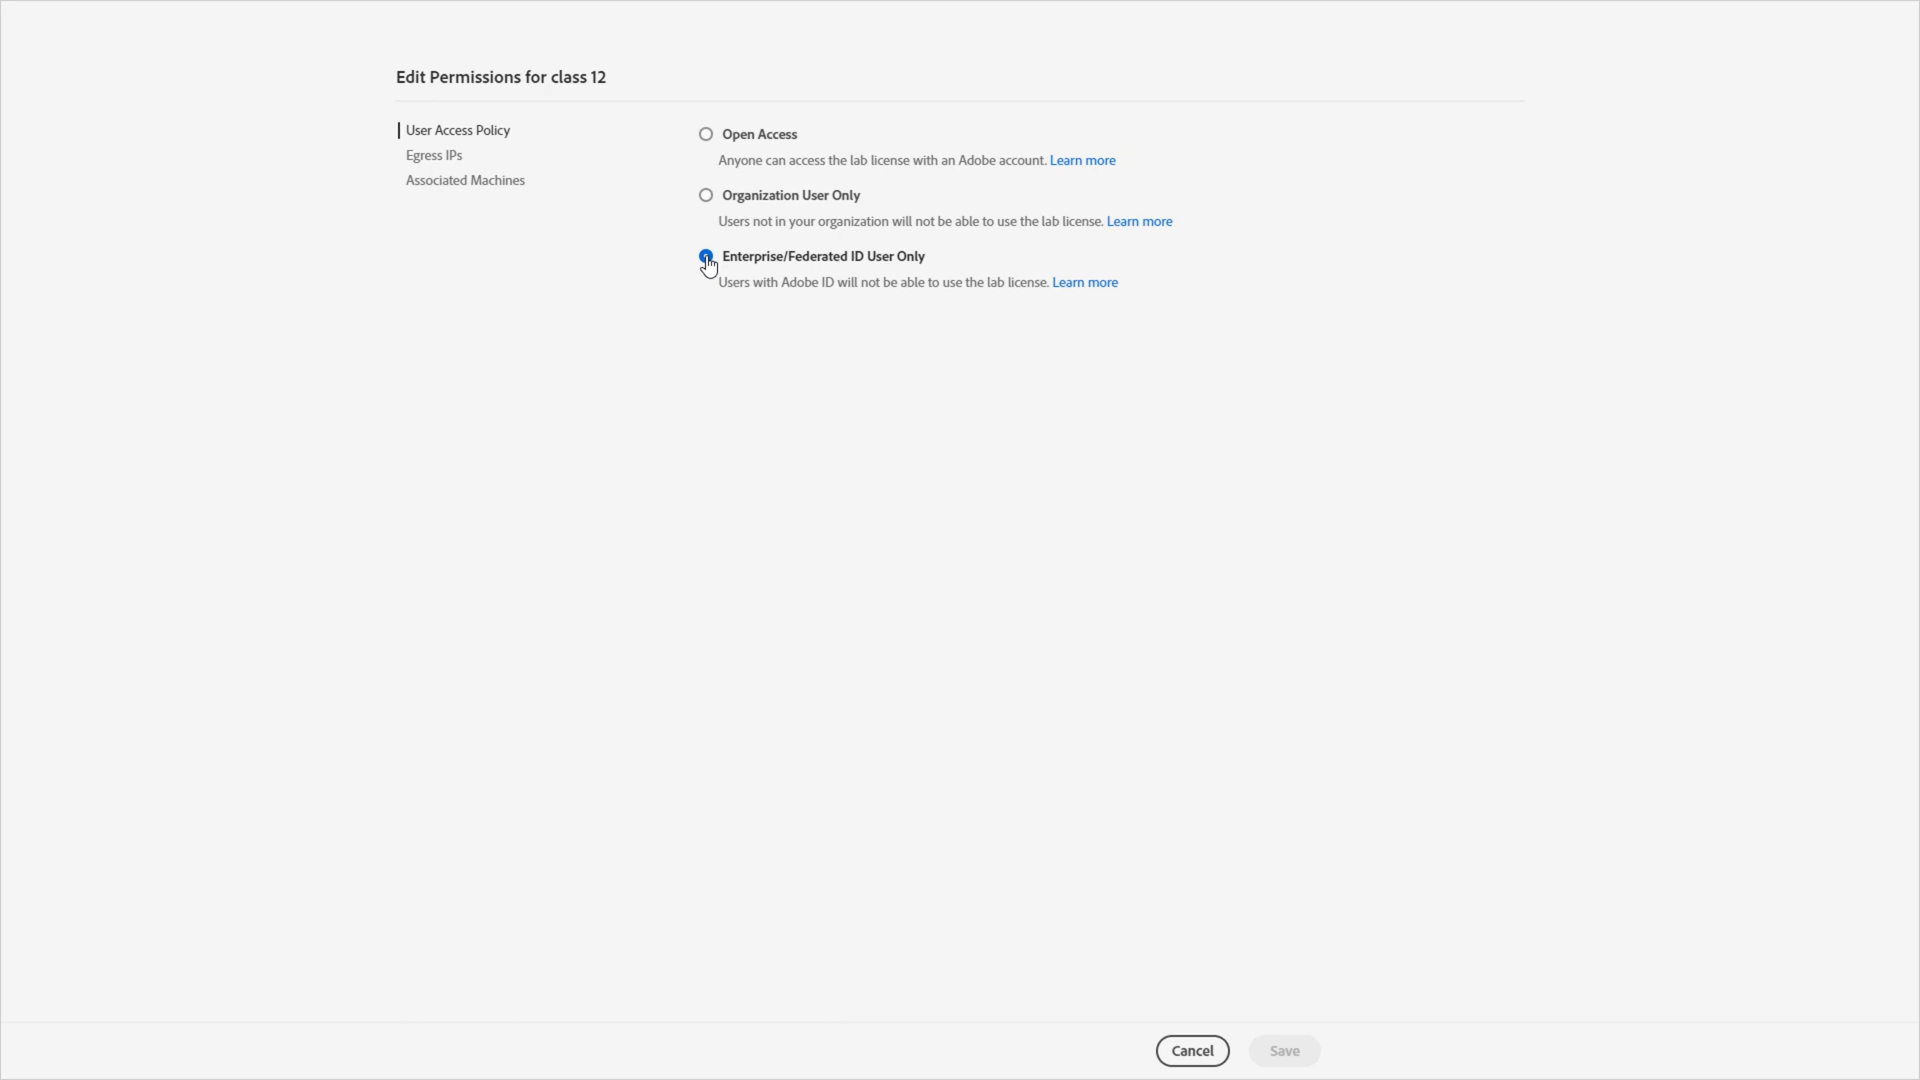 Edit Permissions for class 12
User Access Policy
Egress IPs
Associated Machines
Open Access
Anyone can access the lab license with an Adobe account. Learn more
Organization User Only
Users not in your organization will not be able to use the lab license. Learn more
Enterprise/Federated ID User Only
Users with Adobe ID will not be able to use the lab license. Learn more
Cancel
Save